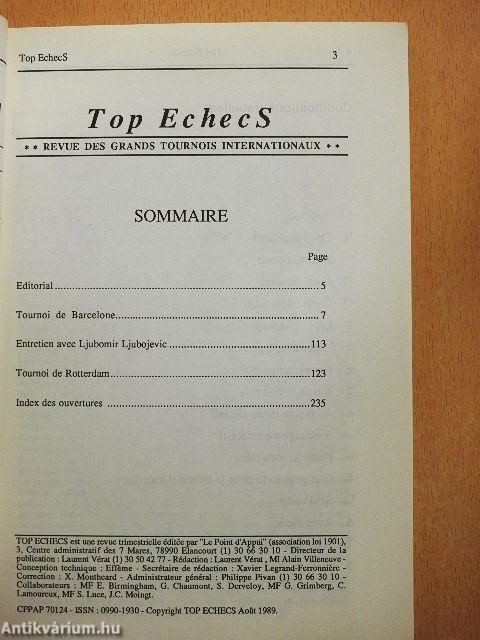 Top EchecS 3
Top EchecS
* * REVUE DES GRANDS TOURNOIS INTERNATIONAUX * *
SOMMAIRE
Page
Editorial ........ 5
Tournoi de Barcelone ........ 7
Entretien avec Ljubomir Ljubojevic ........ 113
Tournoi de Rotterdam ........ 123
Index des ouvertures ........ 235
TOP ECHECS est une revue trimestrielle éditée par "Le Point d'Appui" (association loi 1901),
3, Centre administratif des 7 Mares, 78990 Elancourt (1) 30 66 30 10 - Directeur de la
publication : Laurent Vérat (1) 30 50 42 77 - Rédaction : Laurent Vérat, MI Alain Villeneuve -
Conception technique : Effème - Secrétaire de rédaction : Xavier Legrand-Ferronnière -
Correction : X. Montheard - Administrateur général : Philippe Pivan (1) 30 66 30 10 -
Collaborateurs : MF E. Birmingham, G. Chaumont, S. Derveloy, MF G. Grimberg, C.
Lamoureux, MF S. Luce, J.C. Moingt.
CPPAP 70124 - ISSN : 0990-1930 - Copyright TOP ECHECS Août 1989.
Antikvárium.hu